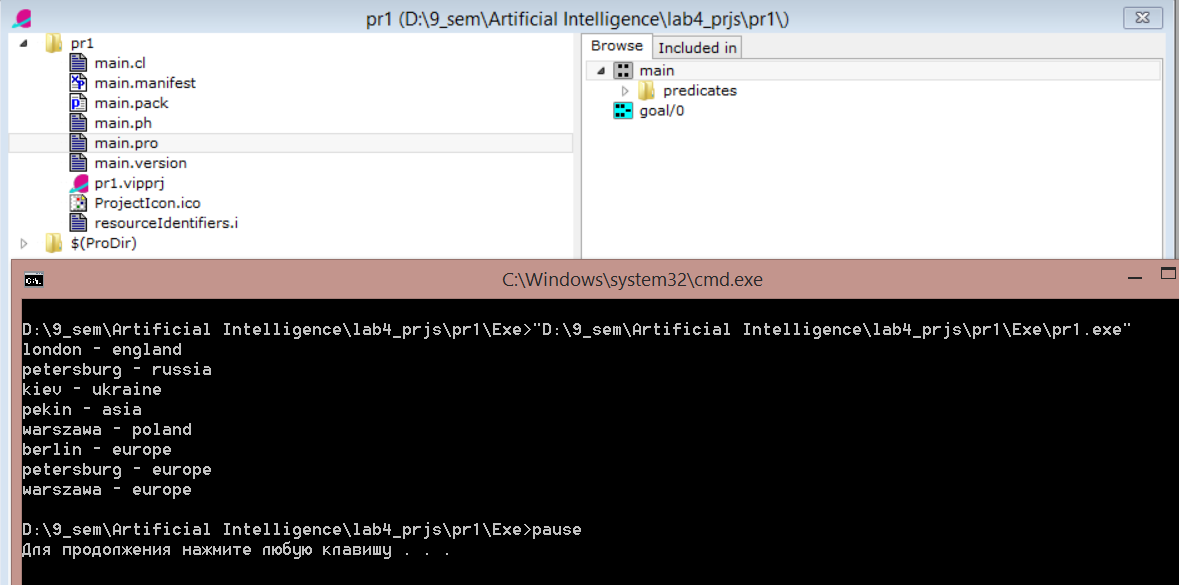 pr1 (D:\9_sem\Artificial Intelligence\lab4_prjs\pr1\)
pr1
main.cl
main.manifest
main.pack
main.ph
main.pro
main.version
pr1.vipprj
ProjectIcon.ico
resourceIdentifiers.i
$(ProDir)
Browse Included in
main
predicates
goal/0
C:\Windows\system32\cmd.exe
D:\9_sem\Artificial Intelligence\lab4_prjs\pr1\Exe>"D:\9_sem\Artificial Intelligence\lab4_prjs\pr1\Exe\pr1.exe"
london - england
petersburg - russia
kiev - ukraine
pekin - asia
warszawa - poland
berlin - europe
petersburg - europe
warszawa - europe
D:\9_sem\Artificial Intelligence\lab4_prjs\pr1\Exe>pause
Для продолжения нажмите любую клавишу . . .